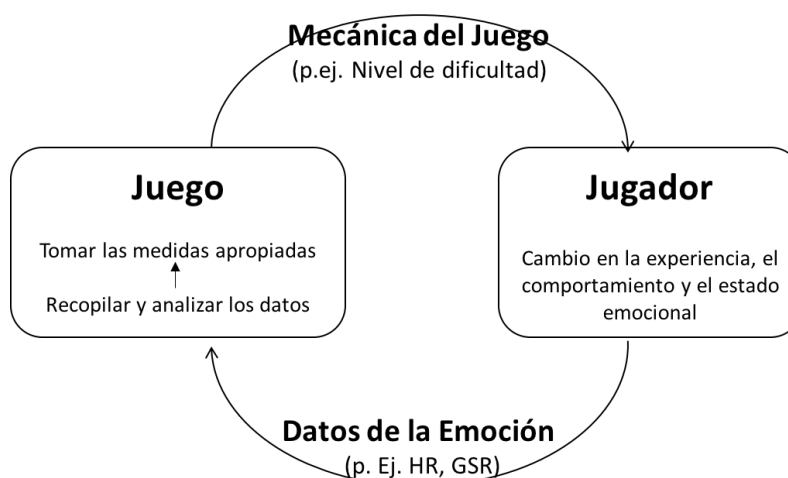 Mecánica del Juego
(p.ej. Nivel de dificultad)
Juego
Tomar las medidas apropiadas
Recopilar y analizar los datos
Jugador
Cambio en la experiencia, el
comportamiento y el estado
emocional
Datos de la Emoción
(p. Ej. HR, GSR)